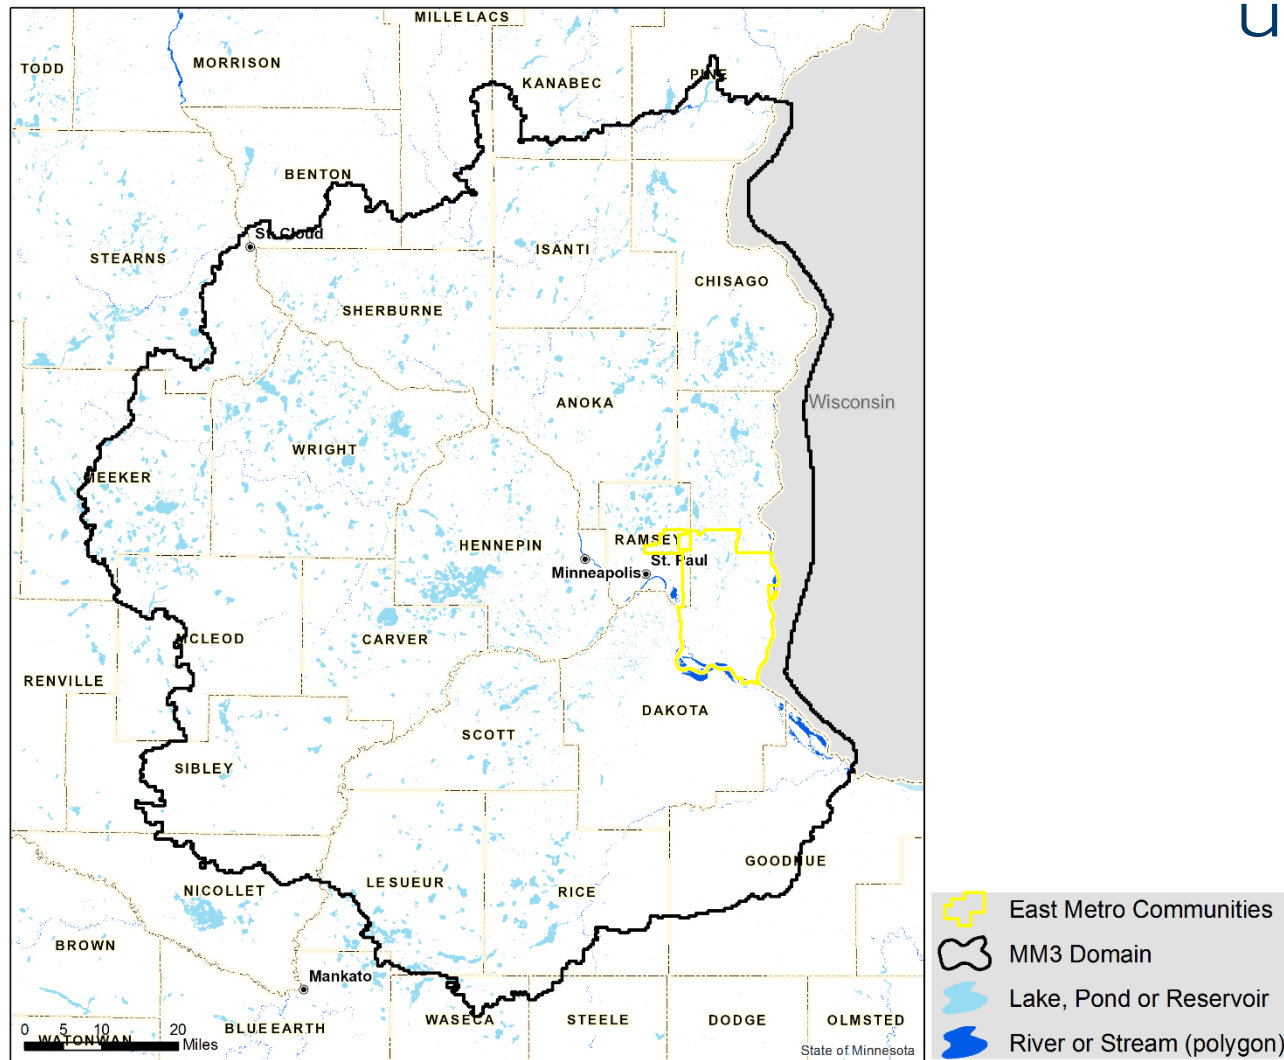 u
MILLE LACS
MORRISON
TODD
KANABEC
PINE
BENTON
St. Cloud
STEARNS
ISANTI
CHISAGO
SHERBURNE
ANOKA
Wisconsin
WRIGHT
MEEKER
HENNEPIN
RAMSEY
St. Paul
Minneapolis
MCLEOD
CARVER
RENVILLE
DAKOTA
SCOTT
SIBLEY
GOODHUE
LE SUEUR
NICOLLET
RICE
BROWN
Mankato
BLUE EARTH
WASECA
STEELE
DODGE
OLMSTED
WATONWAN
0 5 10 20
Miles
State of Minnesota
East Metro Communities
MM3 Domain
Lake, Pond or Reservoir
River or Stream (polygon)